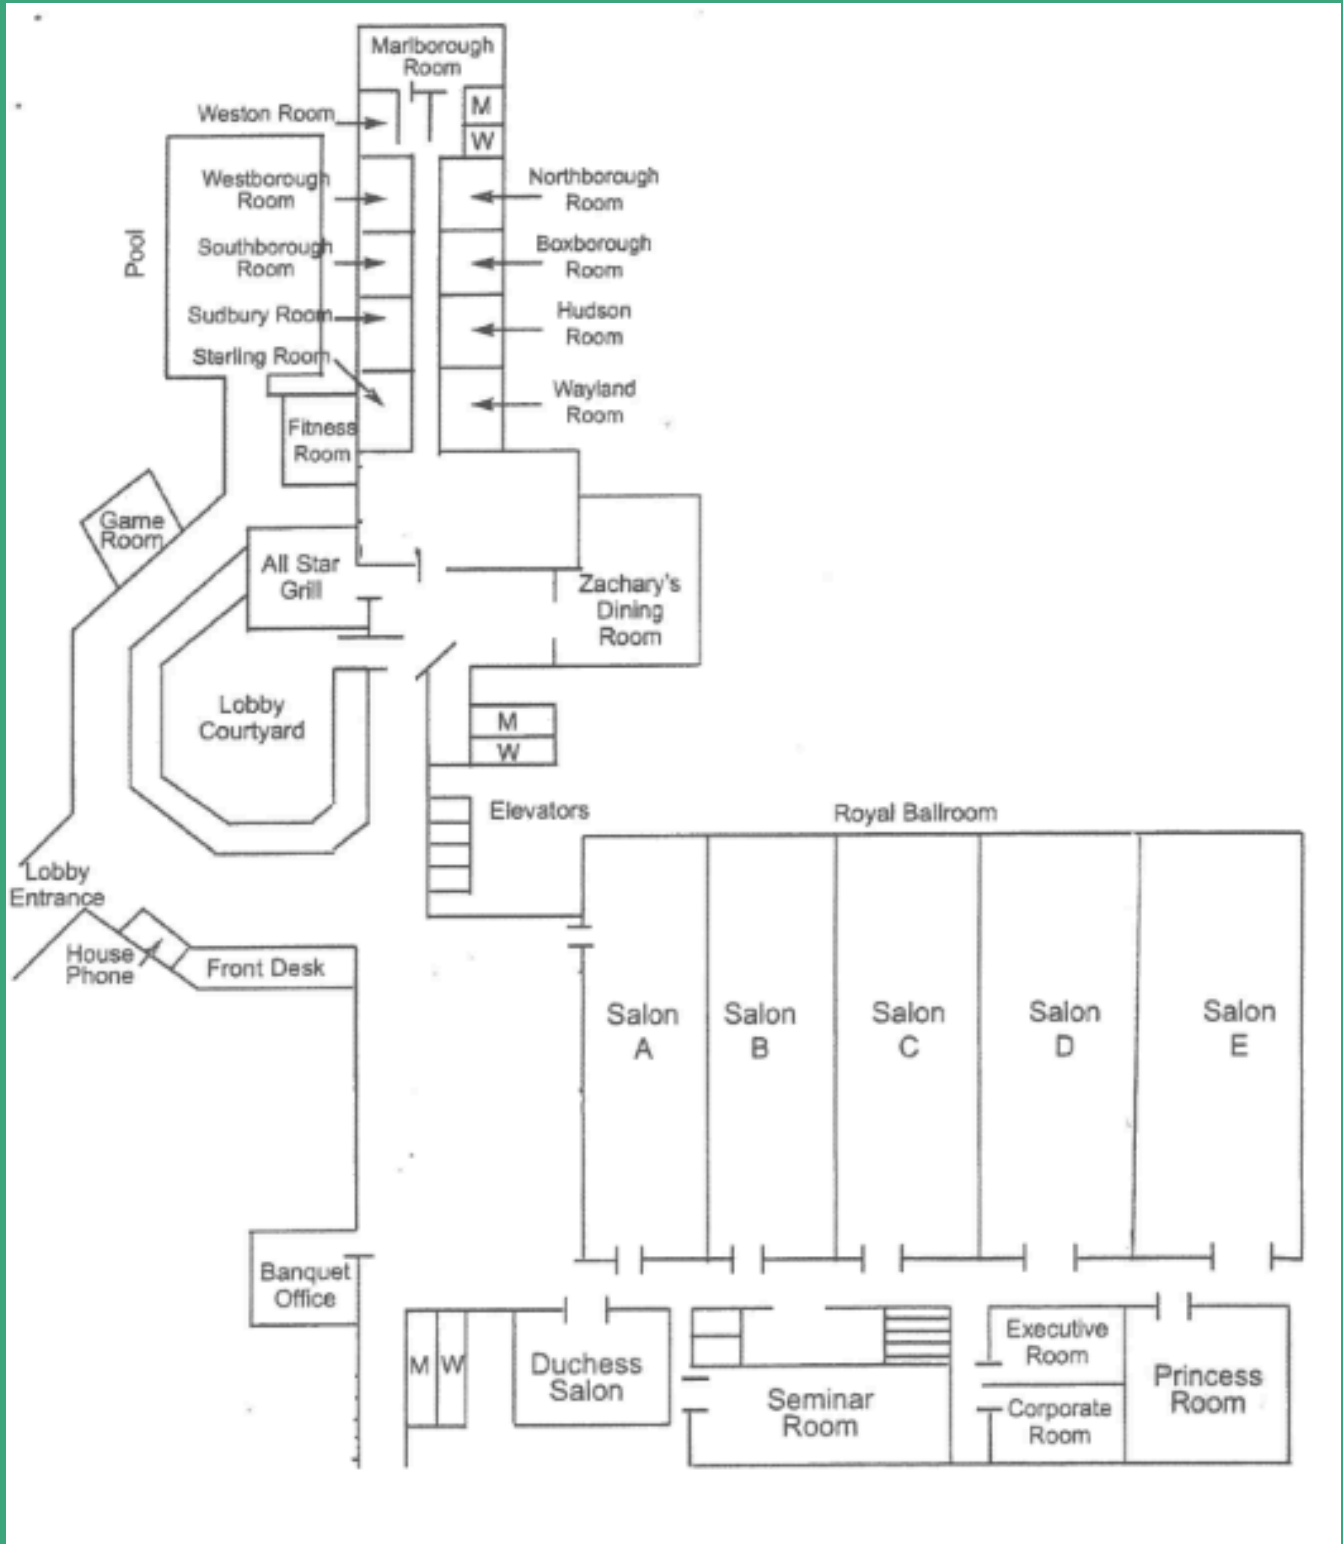 Marlborough
Room
M
Weston Room
W
Westborough
Room
Northborough
Room
Pool
Southborough
Room
Boxborough
Room
Sudbury Room
Hudson
Room
Sterling Room
Wayland
Room
Fitness
Room
Game
Room
All Star
Grill
Zachary's
Dining
Room
Lobby
Courtyard
M
W
Elevators
Royal Ballroom
Lobby
Entrance
House
Phone
Front Desk
Salon
A
Salon
B
Salon
C
Salon
D
Salon
E
Banquet
Office
M W
Duchess
Salon
Seminar
Room
Executive
Room
Corporate
Room
Princess
Room